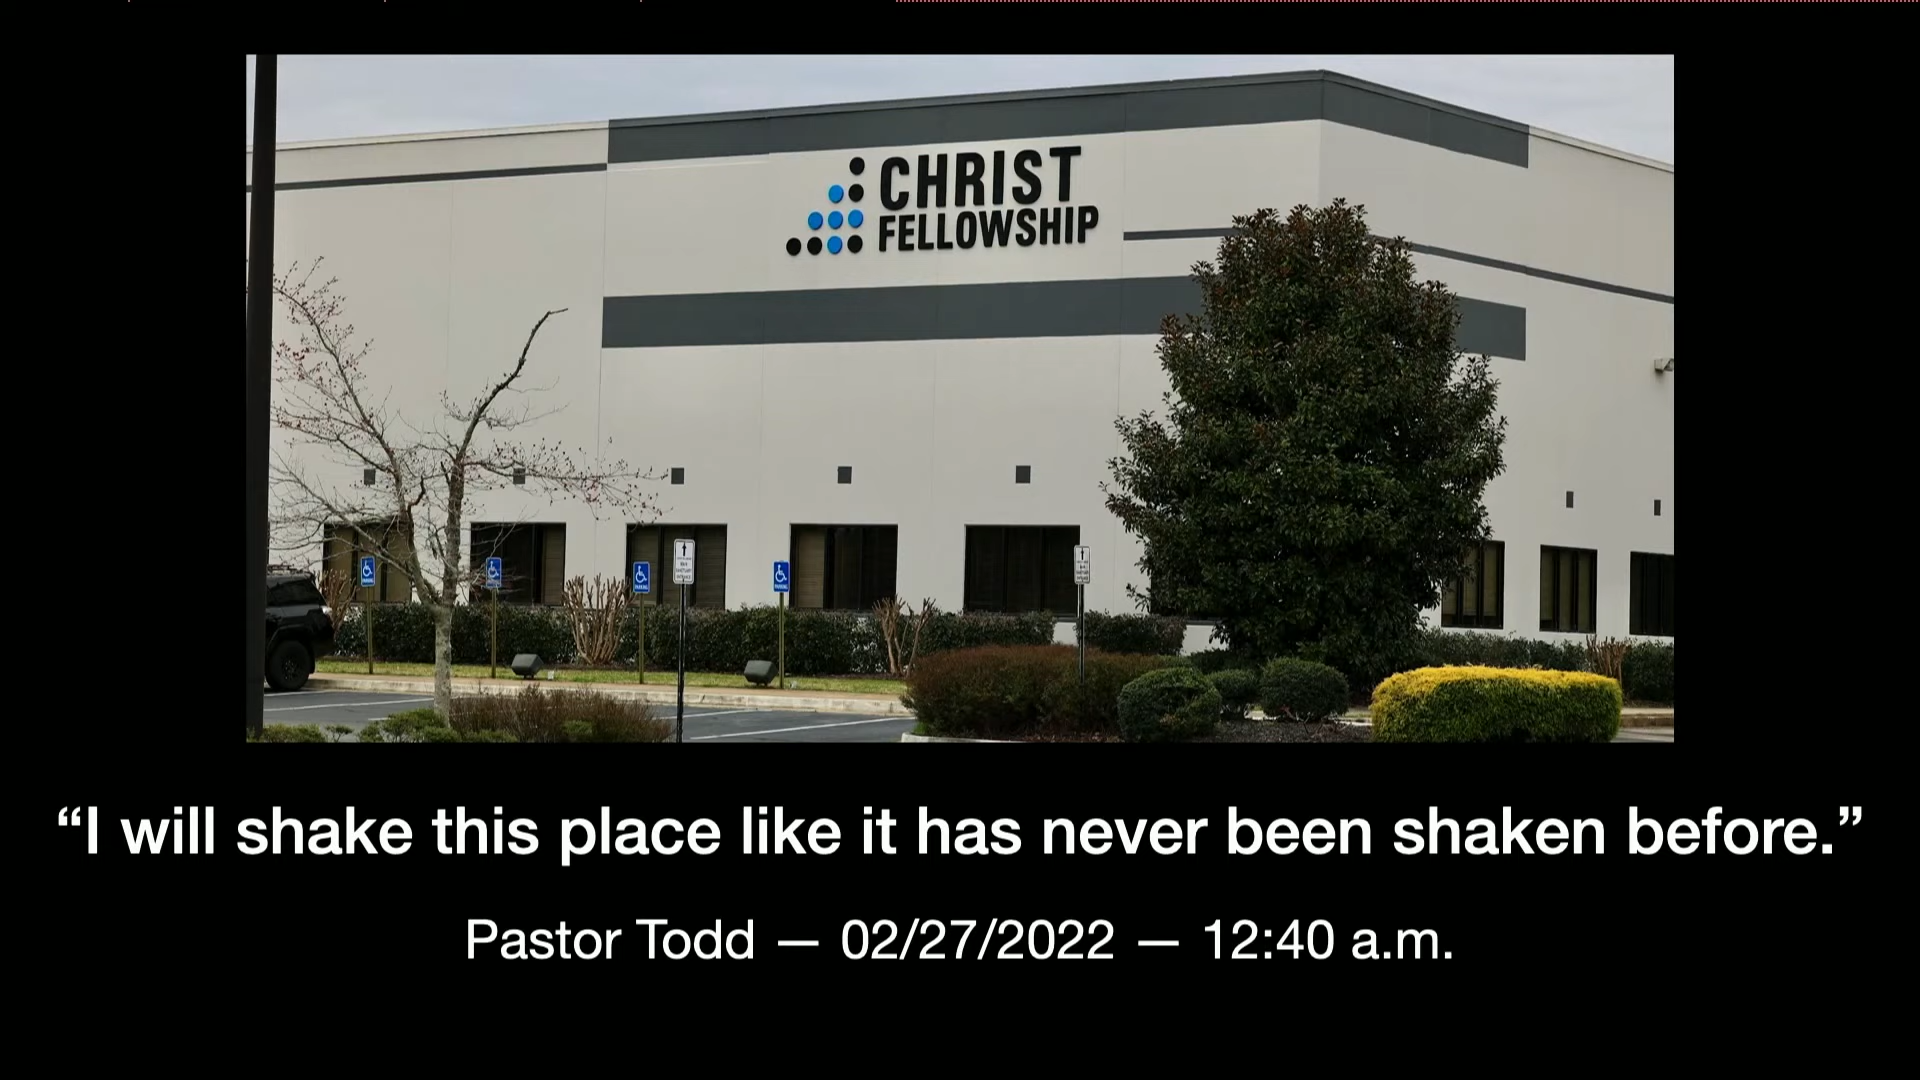 CHRIST
FELLOWSHIP
PARKING
“I will shake this place like it has never been shaken before.”
Pastor Todd — 02/27/2022 — 12:40 a.m.